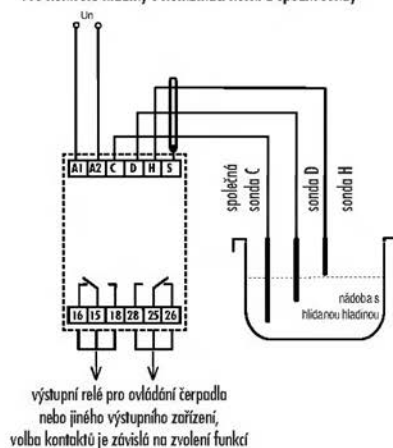 Un
A1 A2 C D H S
společná
sonda C
sonda D
sonda H
nádoba s
hlídanou hladinou
16 15 18 28 25 26
výstupní relé pro ovládání čerpadla
nebo jiného výstupního zařízení,
volba kontaktů je závislá na zvolení funkcí